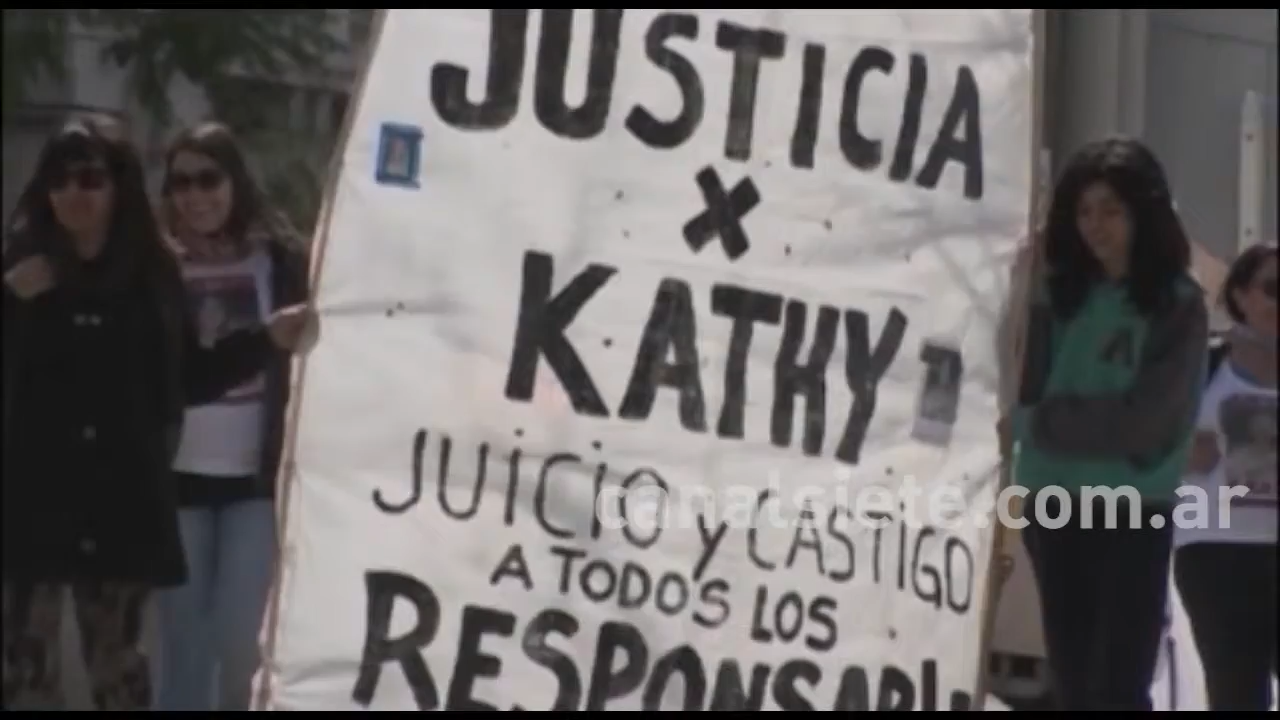 JUSTICIA
X
KATHY
JUiCiO y CASTIGO
A TODOS LOS
canalsiete.com.ar